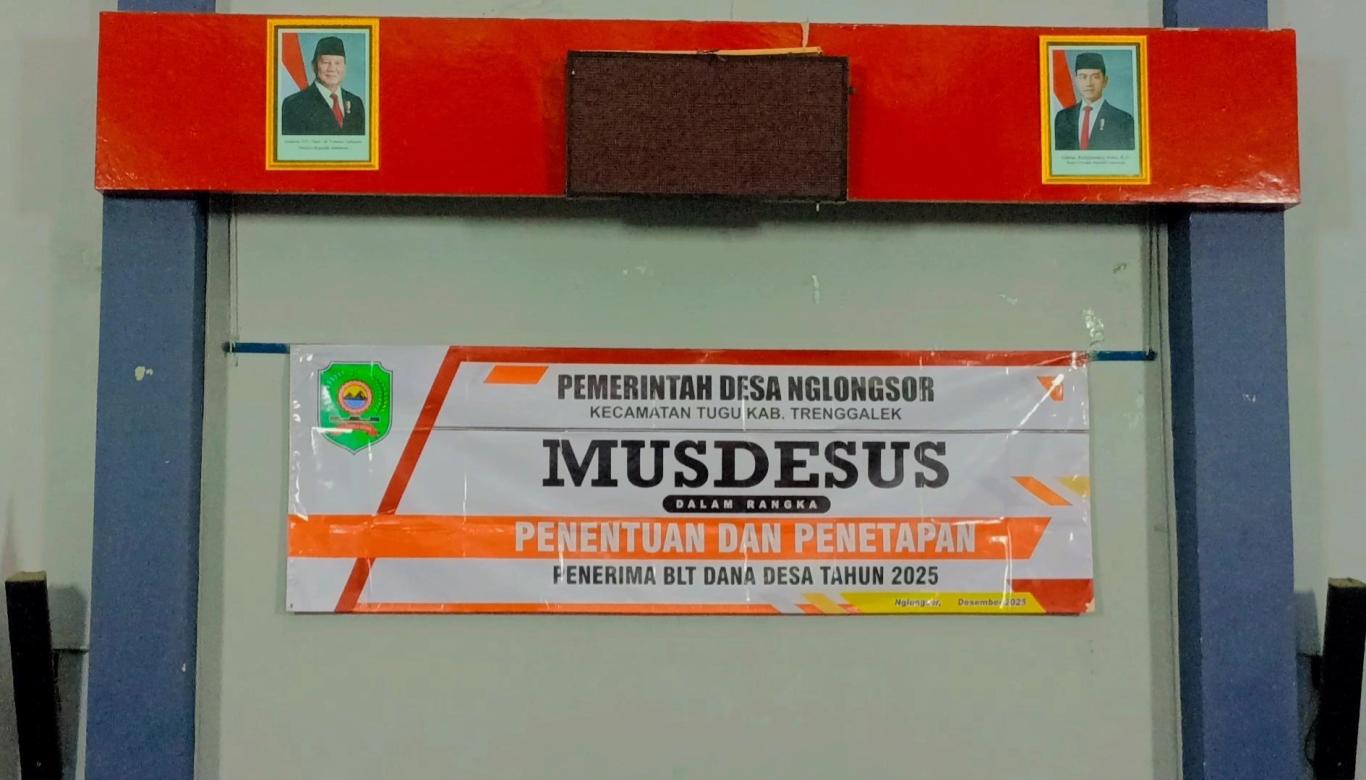 PEMERINTAH DESA NGLONGSOR
KECAMATAN TUGU KAB. TRENGGALEK
MUSDESUS
DALAM RANGKA
PENENTUAN DAN PENETAPAN
PENERIMA BLT DANA DESA TAHUN 2025
Nglongsor, Desember 2025